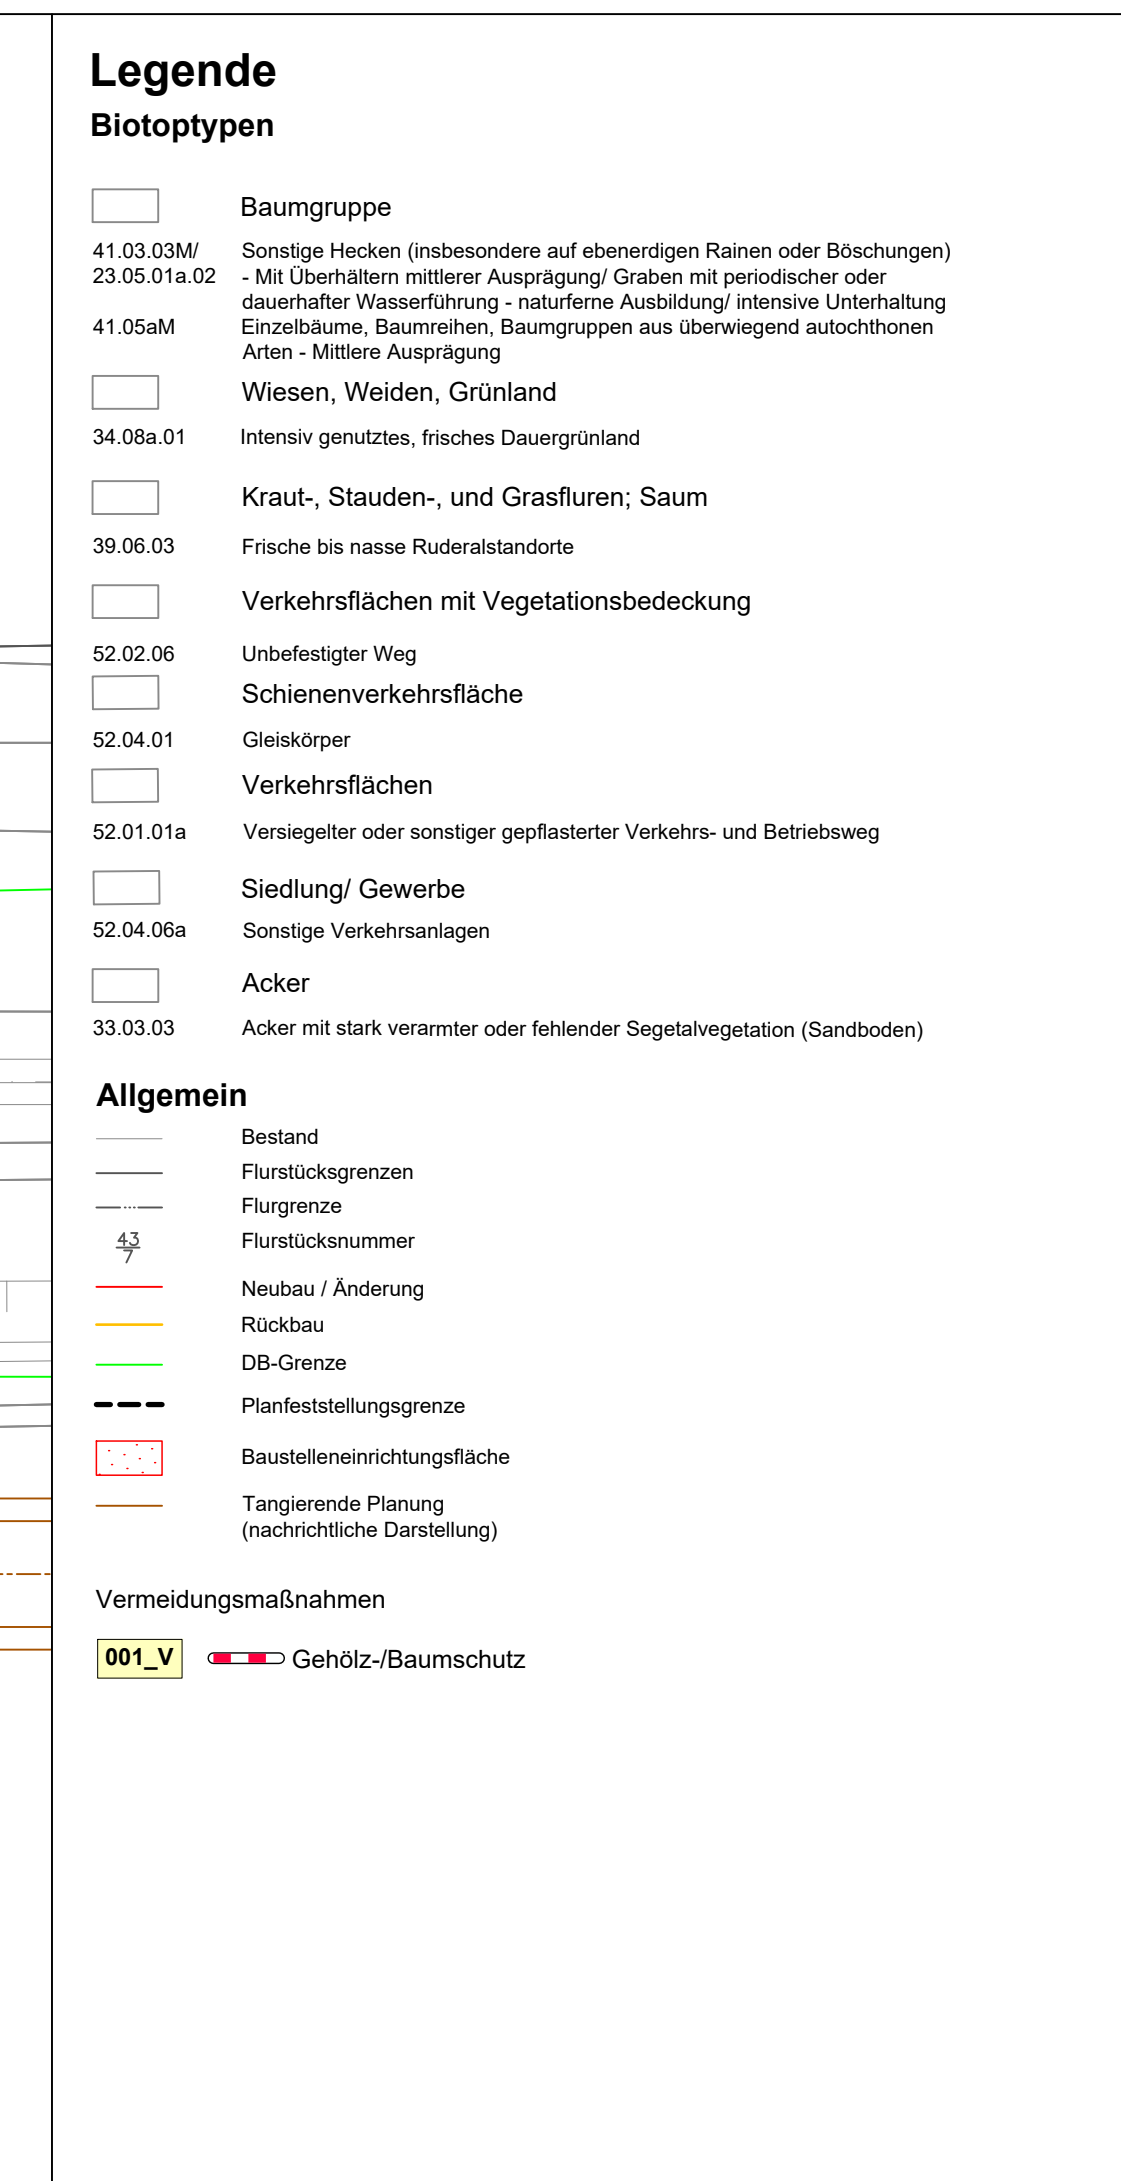 Legende
Biotoptypen
Baumgruppe
41.03.03M/ Sonstige Hecken (insbesondere auf ebenerdigen Rainen oder Böschungen)
23.05.01a.02 - Mit Überhältern mittlerer Ausprägung/ Graben mit periodischer oder
dauerhafter Wasserführung - naturferne Ausbildung/ intensive Unterhaltung
41.05aM Einzelbäume, Baumreihen, Baumgruppen aus überwiegend autochthonen
Arten - Mittlere Ausprägung
Wiesen, Weiden, Grünland
34.08a.01 Intensiv genutztes, frisches Dauergrünland
Kraut-, Stauden-, und Grasfluren; Saum
39.06.03 Frische bis nasse Ruderalstandorte
Verkehrsflächen mit Vegetationsbedeckung
52.02.06 Unbefestigter Weg
Schienenverkehrsfläche
52.04.01 Gleiskörper
Verkehrsflächen
52.01.01a Versiegelter oder sonstiger gepflasterter Verkehrs- und Betriebsweg
Siedlung/ Gewerbe
52.04.06a Sonstige Verkehrsanlagen
Acker
33.03.03 Acker mit stark verarmter oder fehlender Segetalvegetation (Sandboden)
Allgemein
Bestand
Flurstücksgrenzen
Flurgrenze
43
7
Flurstücksnummer
Neubau / Änderung
Rückbau
DB-Grenze
Planfeststellungsgrenze
Baustelleneinrichtungsfläche
Tangierende Planung
(nachrichtliche Darstellung)
Vermeidungsmaßnahmen
001_V Gehölz-/Baumschutz